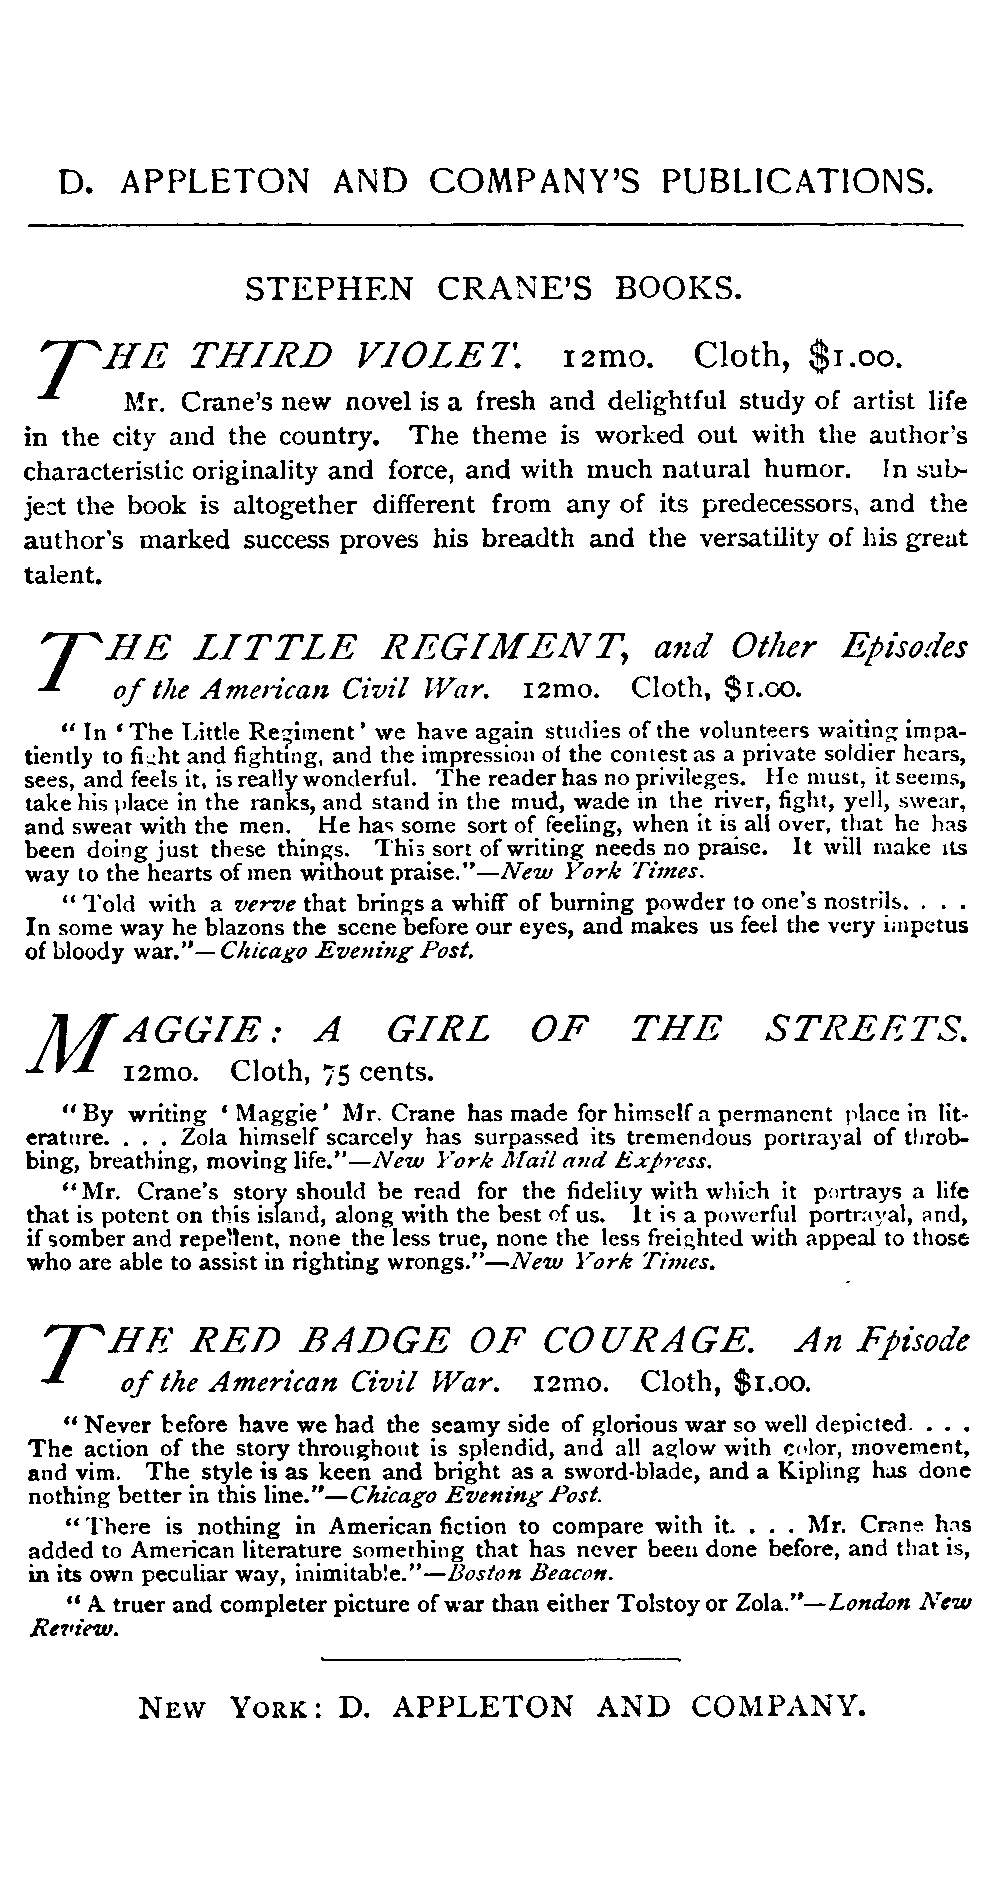 D. APPLETON AND COMPANY'S PUBLICATIONS.
STEPHEN CRANE'S BOOKS.
THE THIRD VIOLET. 12mo. Cloth, $1.00.
Mr. Crane's new novel is a fresh and delightful study of artist life
in the city and the country. The theme is worked out with the author's
characteristic originality and force, and with much natural humor. In sub-
ject the book is altogether different from any of its predecessors, and the
author's marked success proves his breadth and the versatility of his great
talent.
THE LITTLE REGIMENT, and Other Episodes
of the American Civil War. 12mo. Cloth, $1.00.
"In 'The Little Regiment' we have again studies of the volunteers waiting impa-
tiently to fight and fighting, and the impression of the contest as a private soldier hears,
sees, and feels it, is really wonderful. The reader has no privileges. He must, it seems,
take his place in the ranks, and stand in the mud, wade in the river, fight, yell, swear,
and sweat with the men. He has some sort of feeling, when it is all over, that he has
been doing just these things. This sort of writing needs no praise. It will make its
way to the hearts of men without praise."—New York Times.
"Told with a verve that brings a whiff of burning powder to one's nostrils. . . .
In some way he blazons the scene before our eyes, and makes us feel the very impetus
of bloody war."—Chicago Evening Post.
MAGGIE: A GIRL OF THE STREETS.
12mo. Cloth, 75 cents.
"By writing 'Maggie' Mr. Crane has made for himself a permanent place in lit-
erature. . . . Zola himself scarcely has surpassed its tremendous portrayal of throb-
bing, breathing, moving life."—New York Mail and Express.
"Mr. Crane's story should be read for the fidelity with which it portrays a life
that is potent on this island, along with the best of us. It is a powerful portrayal, and,
if somber and repellent, none the less true, none the less freighted with appeal to those
who are able to assist in righting wrongs."—New York Times.
THE RED BADGE OF COURAGE. An Episode
of the American Civil War. 12mo. Cloth, $1.00.
"Never before have we had the seamy side of glorious war so well depicted. . . .
The action of the story throughout is splendid, and all aglow with color, movement,
and vim. The style is as keen and bright as a sword-blade, and a Kipling has done
nothing better in this line."—Chicago Evening Post.
"There is nothing in American fiction to compare with it. . . . Mr. Crane has
added to American literature something that has never been done before, and that is,
in its own peculiar way, inimitable."—Boston Beacon.
"A truer and completer picture of war than either Tolstoy or Zola."—London New
Review.
NEW YORK: D. APPLETON AND COMPANY.